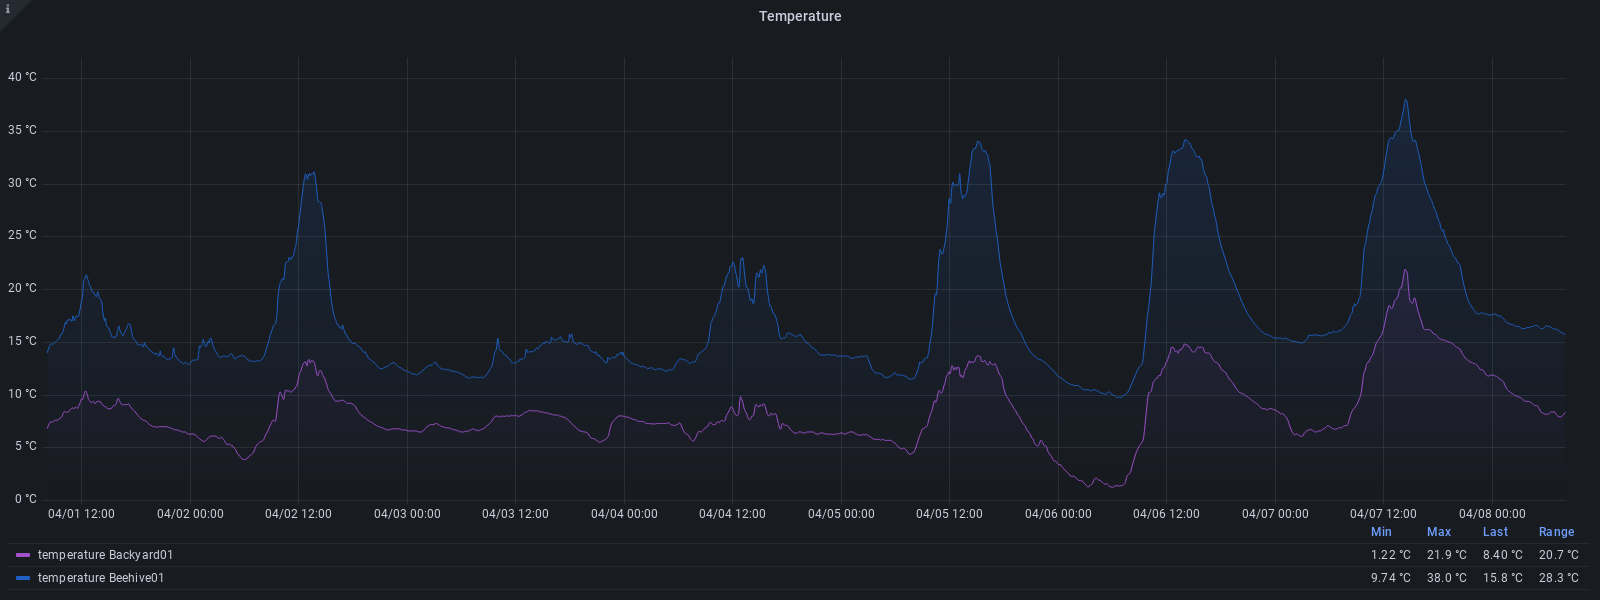 i
Temperature
40 °C
35 °C
30 °C
25 °C
20 °C
15 °C
10 °C
5 °C
0 °C
04/01 12:00 04/02 00:00 04/02 12:00 04/03 00:00 04/03 12:00 04/04 00:00 04/04 12:00 04/05 00:00 04/05 12:00 04/06 00:00 04/06 12:00 04/07 00:00 04/07 12:00 04/08 00:00
Min Max Last Range
temperature Backyard01 1.22 °C 21.9 °C 8.40 °C 20.7 °C
temperature Beehive01 9.74 °C 38.0 °C 15.8 °C 28.3 °C